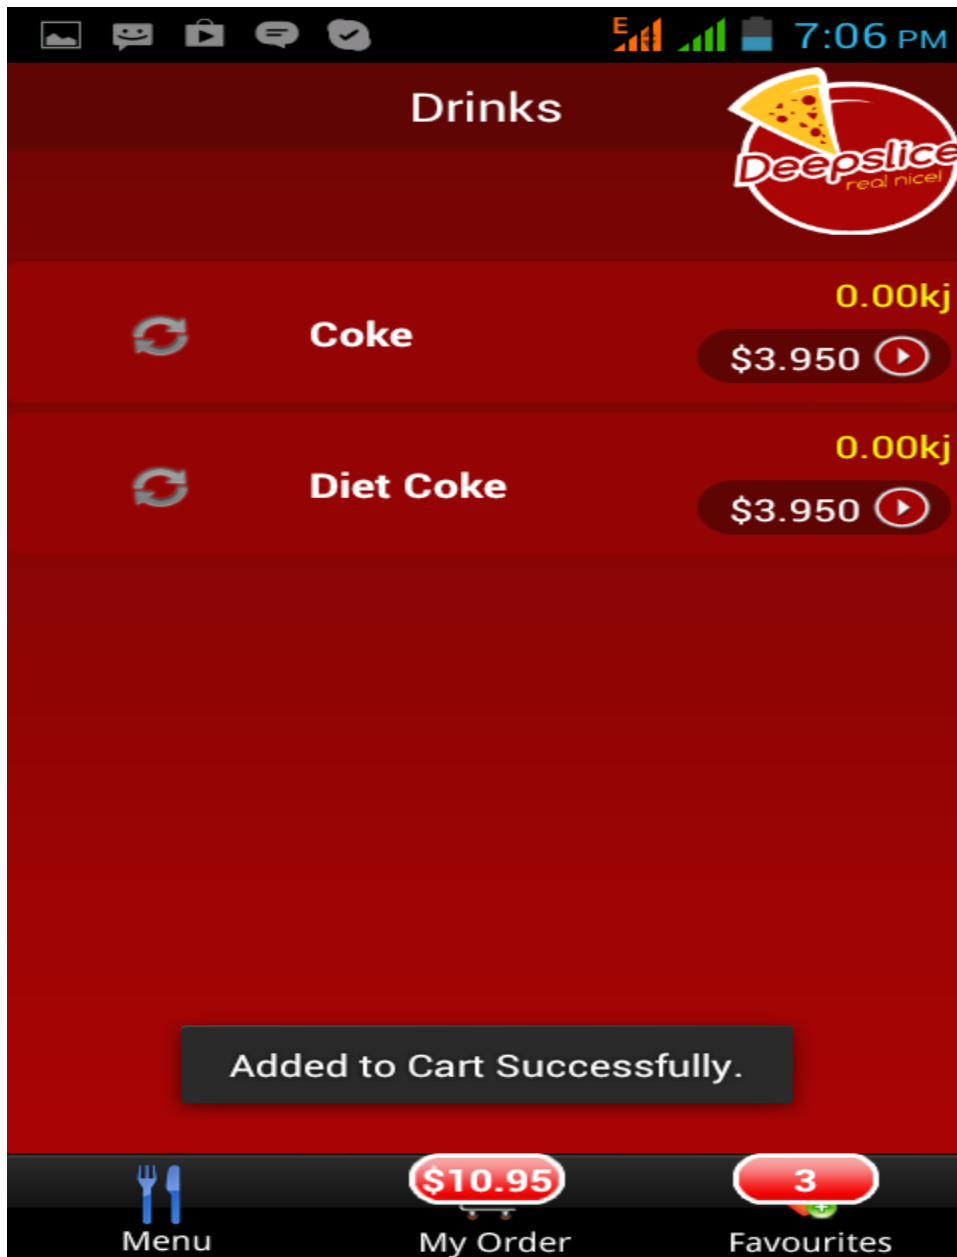 E
7:06 PM
Drinks
Deepslice
real nice!
0.00kj
Coke
$3.950
0.00kj
Diet Coke
$3.950
Added to Cart Successfully.
$10.95
3
Menu
My Order
Favourites